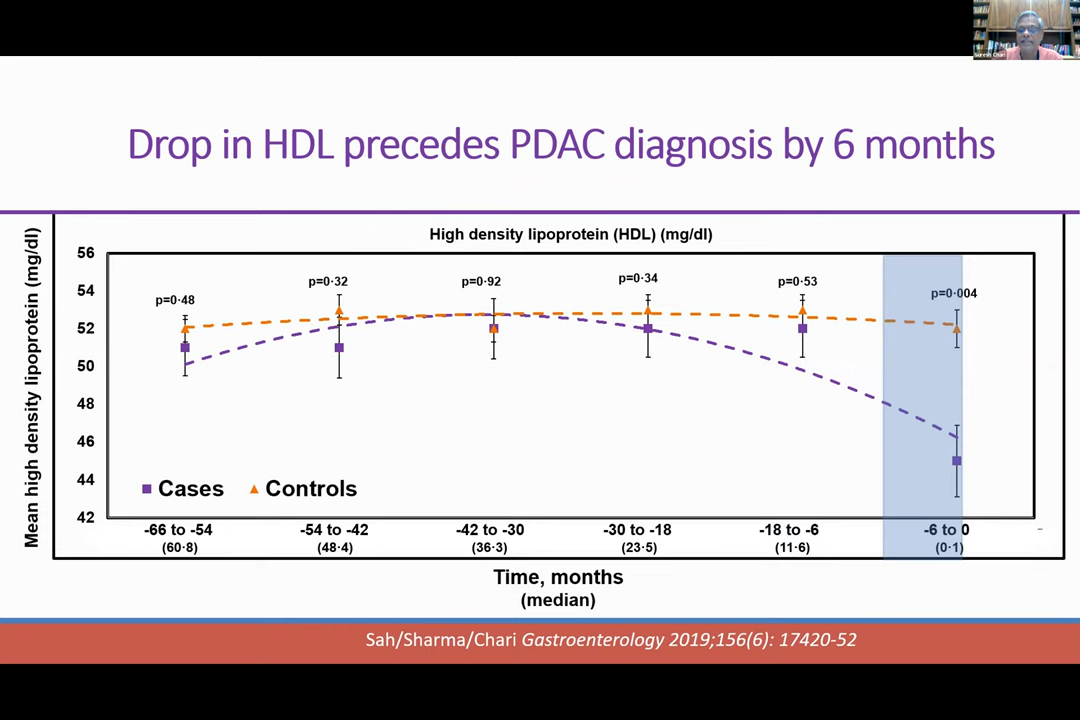 Suresh Chari
Drop in HDL precedes PDAC diagnosis by 6 months
High density lipoprotein (HDL) (mg/dl)
Mean high density lipoprotein (mg/dl)
56
54
52
50
48
46
44
42
p=0·48
p=0·32
p=0·92
p=0·34
p=0·53
p=0·004
Cases
Controls
-66 to -54
-54 to -42
-42 to -30
-30 to -18
-18 to -6
-6 to 0
(60·8)
(48·4)
(36·3)
(23·5)
(11·6)
(0·1)
Time, months
(median)
Sah/Sharma/Chari Gastroenterology 2019;156(6): 17420-52